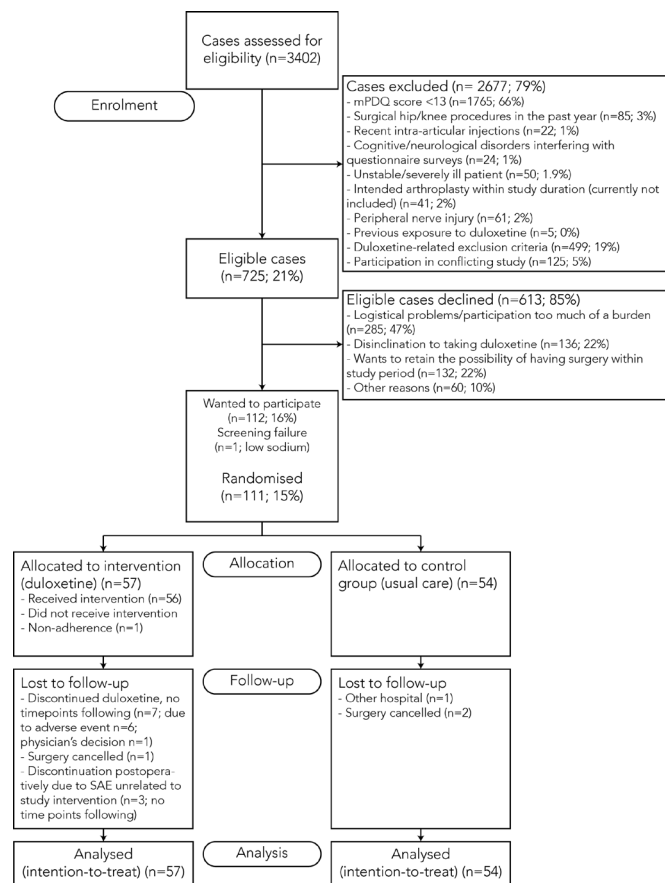 Cases assessed for
eligibility (n=3402)
Enrolment
Cases excluded (n= 2677; 79%)
- mPDQ score <13 (n=1765; 66%)
- Surgical hip/knee procedures in the past year (n=85; 3%)
- Recent intra-articular injections (n=22; 1%)
- Cognitive/neurological disorders interfering with
questionnaire surveys (n=24; 1%)
- Unstable/severely ill patient (n=50; 1.9%)
- Intended arthroplasty within study duration (currently not
included) (n=41; 2%)
- Peripheral nerve injury (n=61; 2%)
- Previous exposure to duloxetine (n=5; 0%)
- Duloxetine-related exclusion criteria (n=499; 19%)
- Participation in conflicting study (n=125; 5%)
Eligible cases
(n=725; 21%)
Eligible cases declined (n=613; 85%)
- Logistical problems/participation too much of a burden
(n=285; 47%)
- Disinclination to taking duloxetine (n=136; 22%)
- Wants to retain the possibility of having surgery within
study period (n=132; 22%)
- Other reasons (n=60; 10%)
Wanted to participate
(n=112; 16%)
Screening failure
(n=1; low sodium)
Randomised
(n=111; 15%)
Allocated to intervention
(duloxetine) (n=57)
- Received intervention (n=56)
- Did not receive intervention
- Non-adherence (n=1)
Allocation
Allocated to control
group (usual care) (n=54)
Lost to follow-up
- Discontinued duloxetine, no
timepoints following (n=7; due
to adverse event n=6;
physician's decision n=1)
- Surgery cancelled (n=1)
- Discontinuation postopera-
tively due to SAE unrelated to
study intervention (n=3; no
time points following)
Follow-up
Lost to follow-up
- Other hospital (n=1)
- Surgery cancelled (n=2)
Analysed
(intention-to-treat) (n=57)
Analysis
Analysed
(intention-to-treat) (n=54)